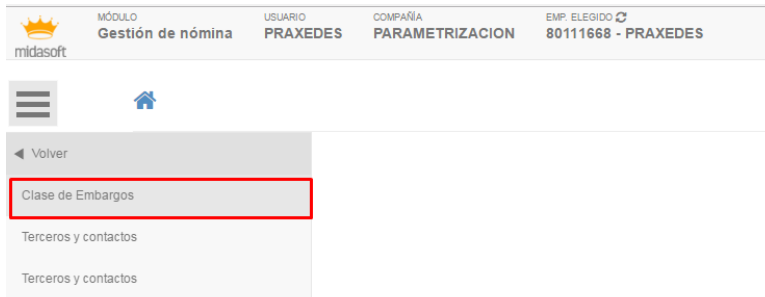 midasoft
MÓDULO
Gestión de nómina
USUARIO
PRAXEDES
COMPAÑÍA
PARAMETRIZACION
EMP. ELEGIDO
80111668 - PRAXEDES
Volver
Clase de Embargos
Terceros y contactos
Terceros y contactos